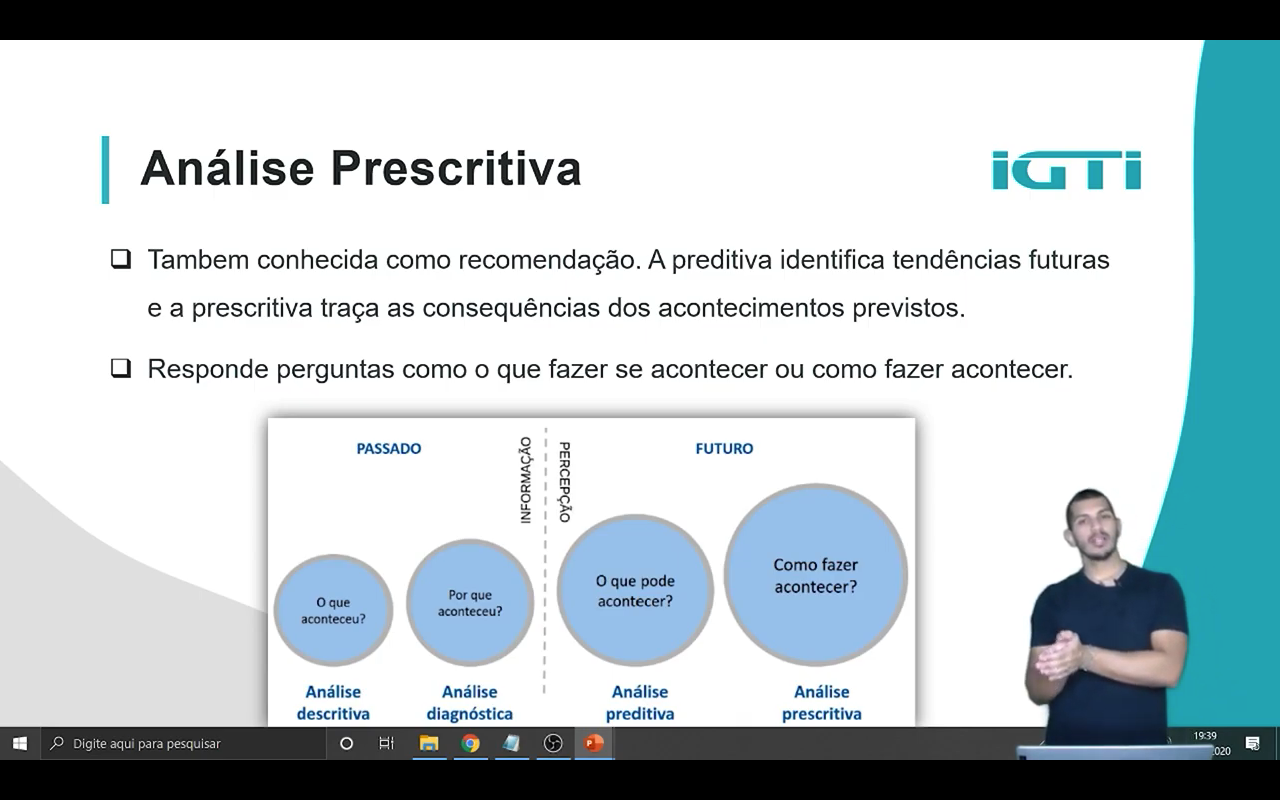 Análise Prescritiva
iGTi
Tambem conhecida como recomendação. A preditiva identifica tendências futuras
e a prescritiva traça as consequências dos acontecimentos previstos.
Responde perguntas como o que fazer se acontecer ou como fazer acontecer.
PASSADO
INFORMAÇÃO
PERCEPÇÃO
FUTURO
O que
aconteceu?
Por que
aconteceu?
O que pode
acontecer?
Como fazer
acontecer?
Análise
descritiva
Análise
diagnóstica
Análise
preditiva
Análise
prescritiva
Digite aqui para pesquisar
19:39
2020